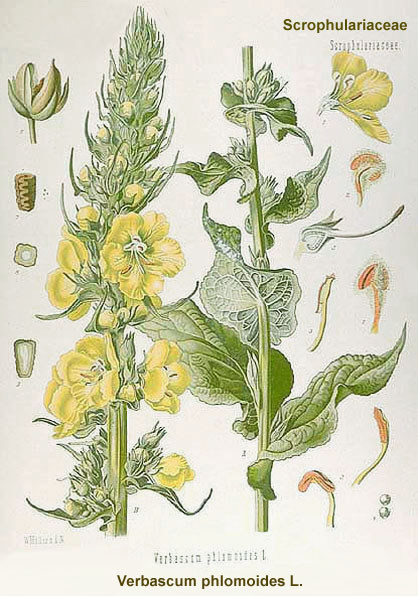 Scrophulariaceae
Scrophulariaceae.
Verbascum phlomoides L.
Verbascum phlomoides L.